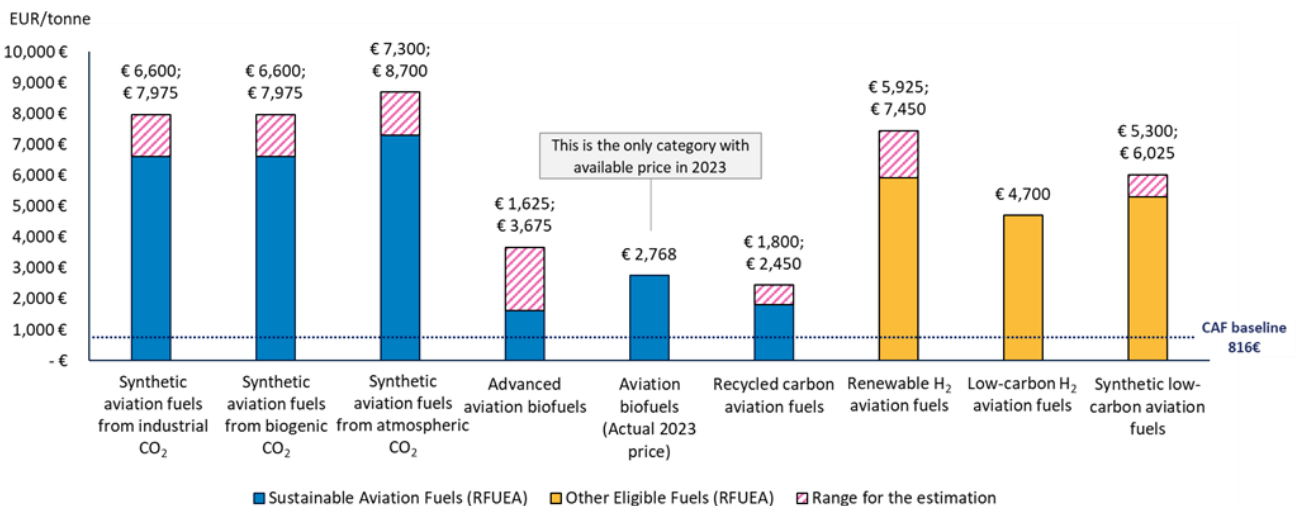 EUR/tonne
10,000 €
9,000 €
8,000 €
7,000 €
6,000 €
5,000 €
4,000 €
3,000 €
2,000 €
1,000 €
- €
€ 6,600;
€ 7,975
€ 6,600;
€ 7,975
€ 7,300;
€ 8,700
€ 1,625;
€ 3,675
This is the only category with
available price in 2023
€ 2,768
€ 1,800;
€ 2,450
€ 5,925;
€ 7,450
€ 4,700
€ 5,300;
€ 6,025
CAF baseline
816€
Synthetic
aviation fuels
from industrial
CO₂
Synthetic
aviation fuels
from biogenic
CO₂
Synthetic
aviation fuels
from atmospheric
CO₂
Advanced
aviation biofuels
Aviation
biofuels
(Actual 2023
price)
Recycled carbon
aviation fuels
Renewable H₂
aviation fuels
Low-carbon H₂
aviation fuels
Synthetic low-
carbon aviation
fuels
Sustainable Aviation Fuels (RFUEA)
Other Eligible Fuels (RFUEA)
Range for the estimation